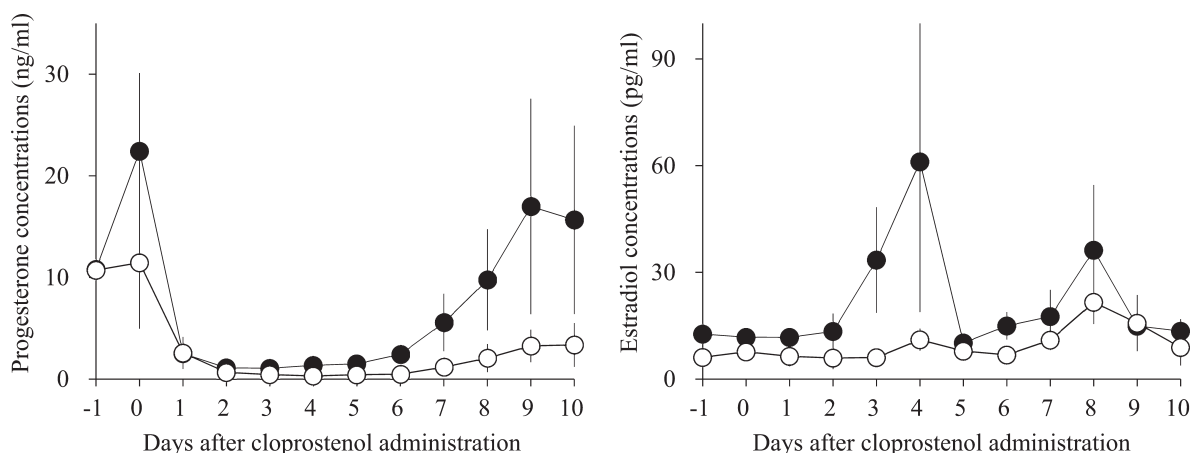 Progesterone concentrations (ng/ml)
30
20
10
0
-1 0 1 2 3 4 5 6 7 8 9 10
Days after cloprostenol administration
Estradiol concentrations (pg/ml)
90
60
30
0
-1 0 1 2 3 4 5 6 7 8 9 10
Days after cloprostenol administration